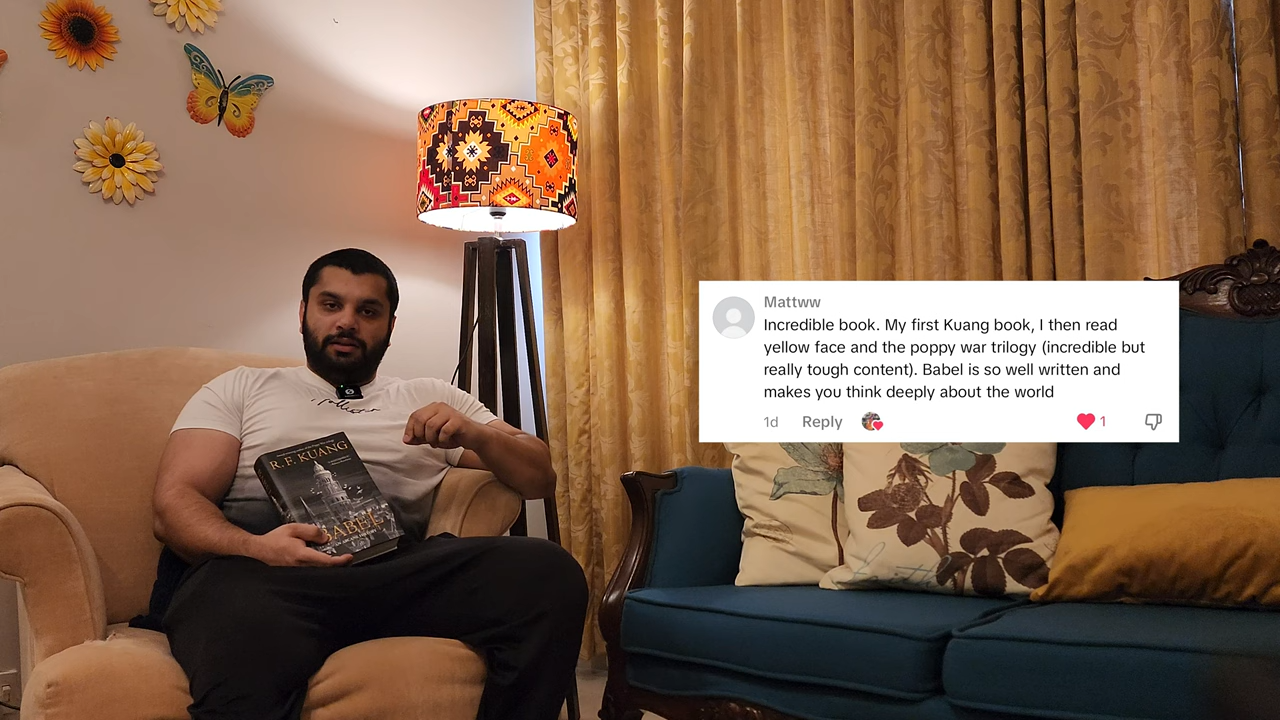 R.F. KUANG
BABEL
Mattww
Incredible book. My first Kuang book, I then read
yellow face and the poppy war trilogy (incredible but
really tough content). Babel is so well written and
makes you think deeply about the world
1d Reply 1